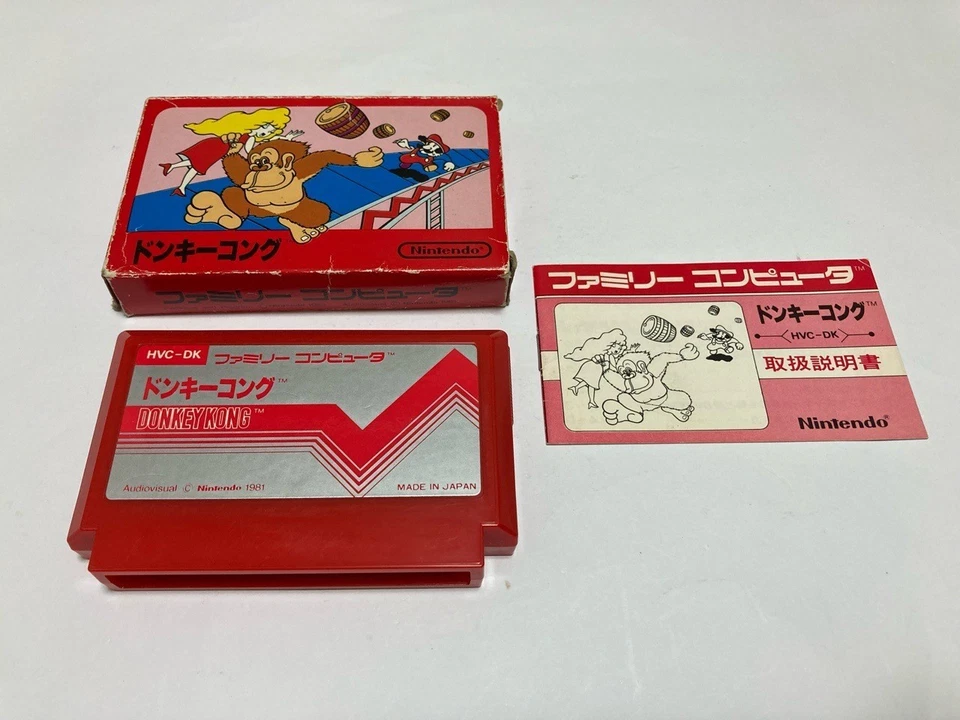 ドンキーコング
Nintendo®
ファミリー コンピュータ
HVC-DK
ファミリー コンピュータ™
ドンキーコング™
DONKEY KONG™
Audiovisual © Nintendo 1981
MADE IN JAPAN
ファミリー コンピュータ™
ドンキーコング™
HVC-DK
取扱説明書
Nintendo®